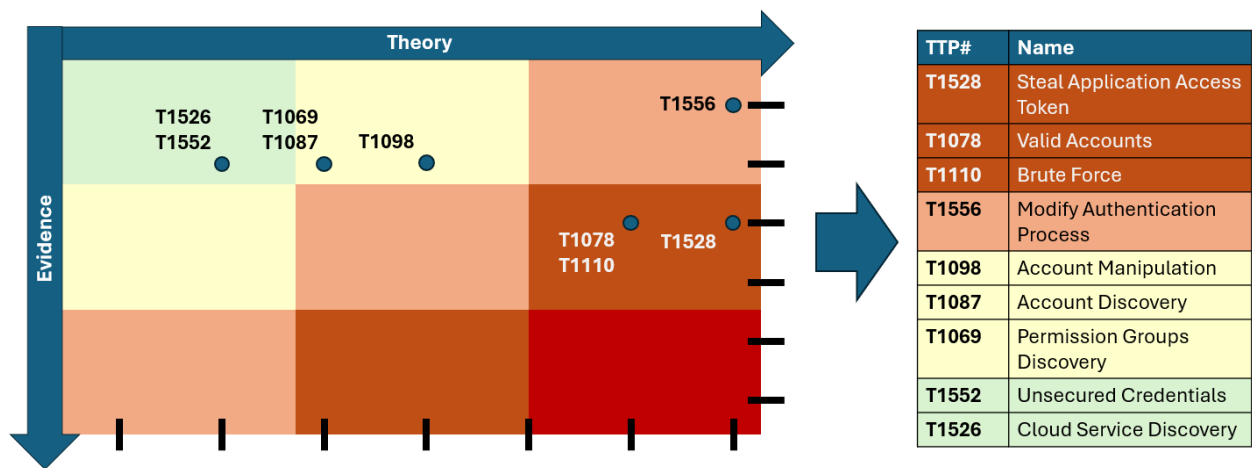 Theory
Evidence
T1526
T1552
T1069
T1087
T1098
T1556
T1078
T1110
T1528
TTP# Name
T1528 Steal Application Access
Token
T1078 Valid Accounts
T1110 Brute Force
T1556 Modify Authentication
Process
T1098 Account Manipulation
T1087 Account Discovery
T1069 Permission Groups
Discovery
T1552 Unsecured Credentials
T1526 Cloud Service Discovery